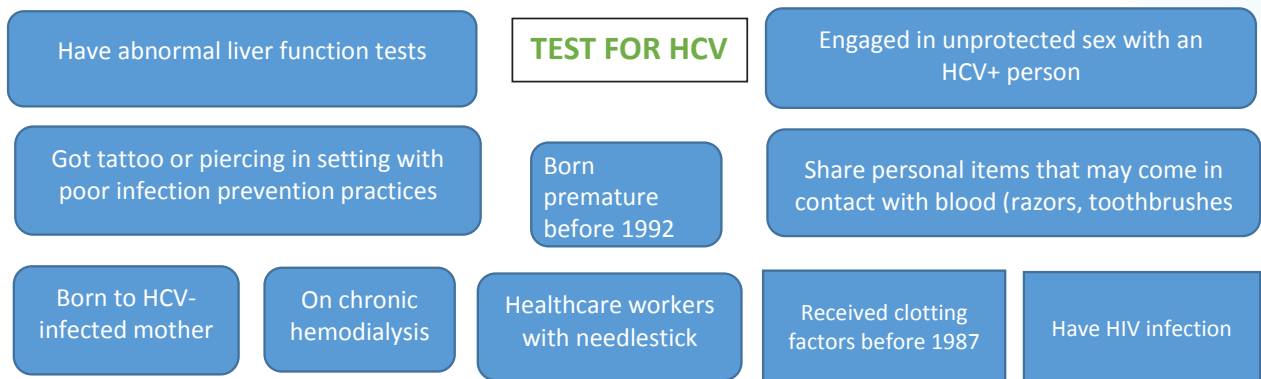 Have abnormal liver function tests
TEST FOR HCV
Engaged in unprotected sex with an
HCV+ person
Got tattoo or piercing in setting with
poor infection prevention practices
Born
premature
before 1992
Share personal items that may come in
contact with blood (razors, toothbrushes
Born to HCV-
infected mother
On chronic
hemodialysis
Healthcare workers
with needlestick
Received clotting
factors before 1987
Have HIV infection